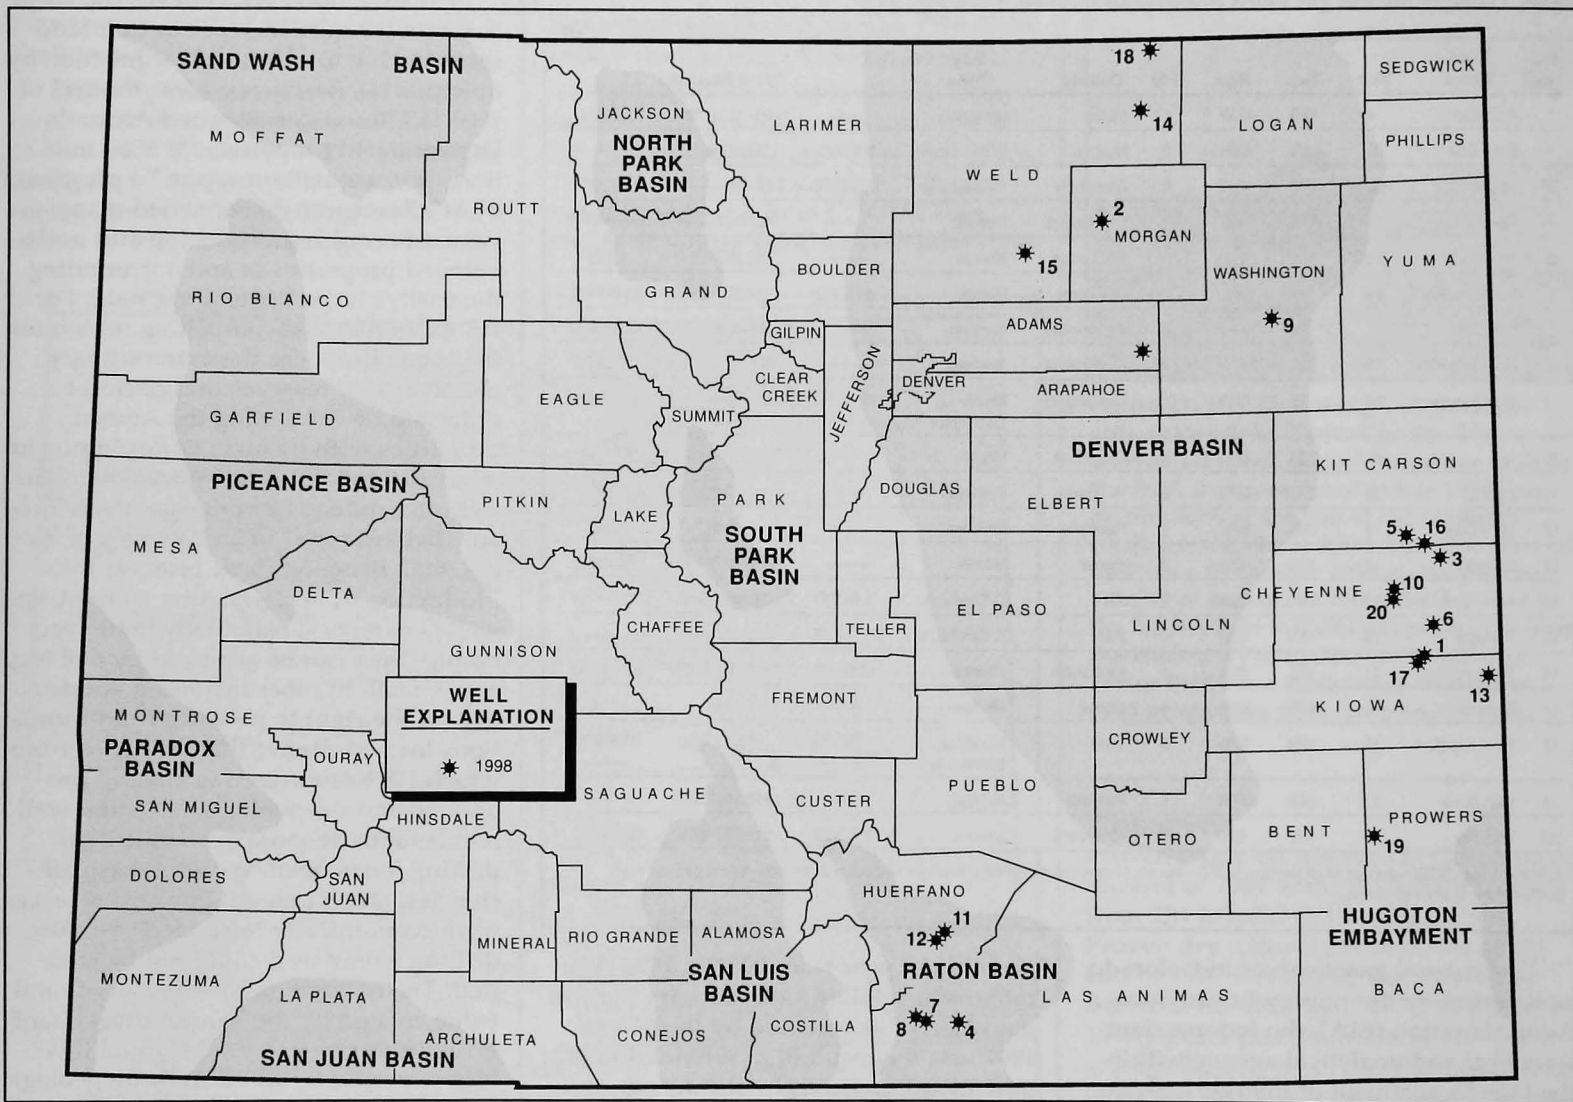 SAND WASH BASIN
MOFFAT
ROUTT
JACKSON
NORTH
PARK
BASIN
LARIMER
WELD
18
14
LOGAN
SEDGWICK
PHILLIPS
2
MORGAN
15
WASHINGTON
9
YUMA
RIO BLANCO
GRAND
BOULDER
GILPIN
ADAMS
CLEAR
CREEK
JEFFERSON
DENVER
ARAPAHOE
GARFIELD
EAGLE
SUMMIT
PICEANCE BASIN
PITKIN
LAKE
PARK
SOUTH
PARK
BASIN
DOUGLAS
ELBERT
DENVER BASIN
KIT CARSON
5
16
3
MESA
DELTA
GUNNISON
CHAFFEE
TELLER
EL PASO
LINCOLN
CHEYENNE
10
20
6
1
17
13
KIOWA
WELL
EXPLANATION
1998
MONTROSE
PARADOX
BASIN
OURAY
SAN MIGUEL
HINSDALE
SAGUACHE
FREMONT
CUSTER
PUEBLO
CROWLEY
OTERO
BENT
PROWERS
19
DOLORES
SAN
JUAN
MINERAL
RIO GRANDE
ALAMOSA
HUERFANO
11
12
HUGOTON
EMBAYMENT
MONTEZUMA
LA PLATA
SAN JUAN BASIN
ARCHULETA
CONEJOS
SAN LUIS
BASIN
COSTILLA
RATON BASIN
8
7
4
LAS ANIMAS
BACA